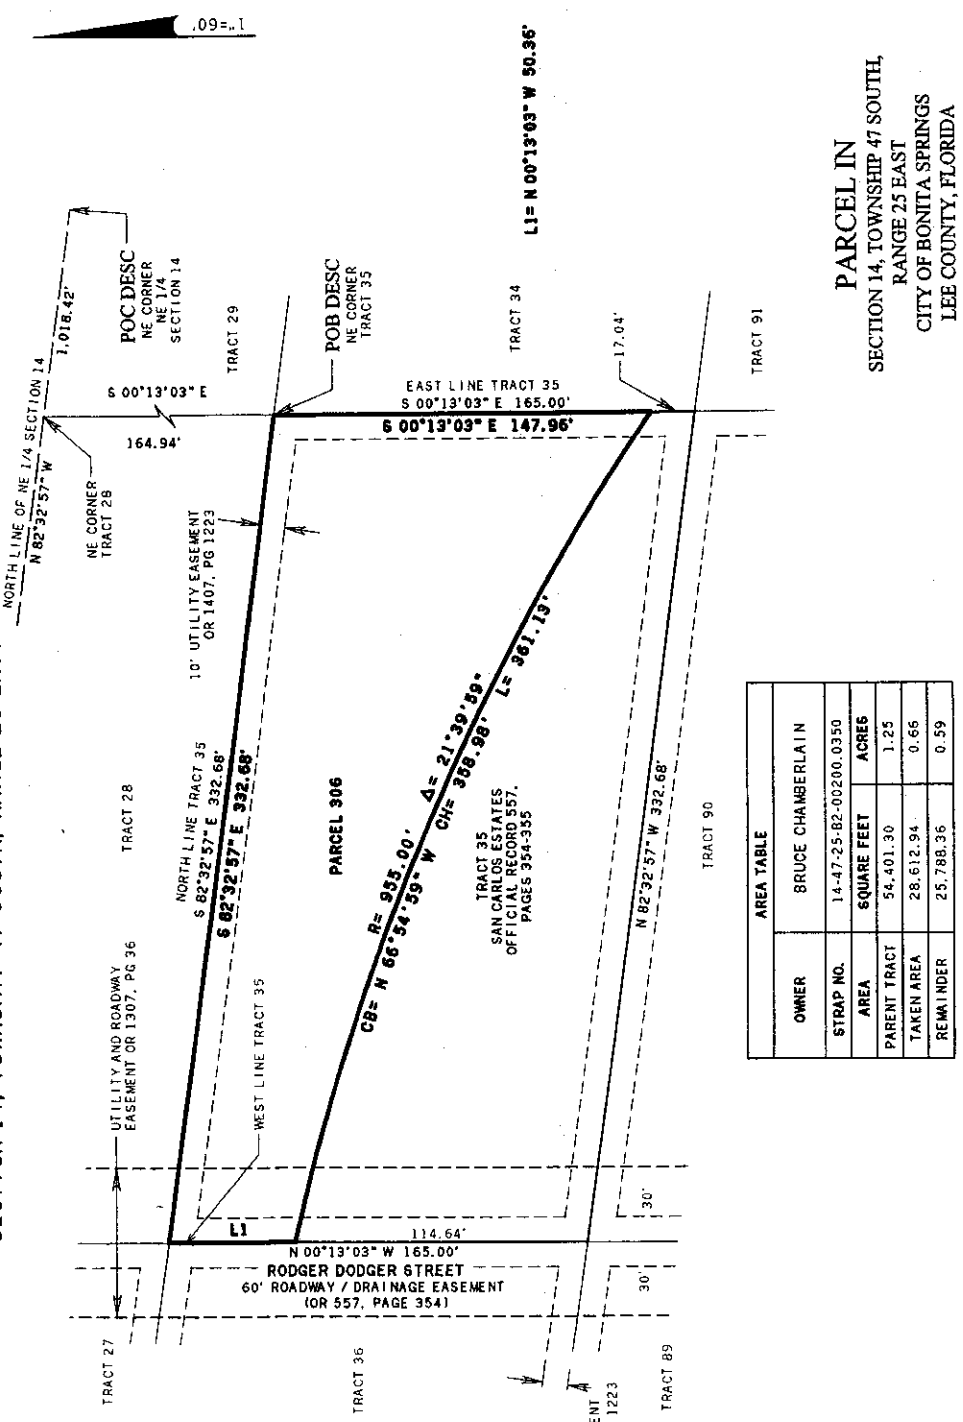 1"=60'
NORTH LINE OF NE 1/4 SECTION 14
N 82°32'57" W
1,018.42'
POC DESC
NE CORNER
NE 1/4
SECTION 14
NE CORNER
TRACT 28
S 00°13'03" E
164.94'
TRACT 29
POB DESC
NE CORNER
TRACT 35
L1= N 00°13'03" W 50.36'
EAST LINE TRACT 35
S 00°13'03" E 165.00'
S 00°13'03" E 147.96'
TRACT 34
17.04'
TRACT 91
10' UTILITY EASEMENT
OR 1407, PG 1223
TRACT 28
NORTH LINE TRACT 35
S 82°32'57" E 332.68'
S 82°32'57" E 332.68'
PARCEL 306
R= 955.00'
Δ= 21°39'59"
L= 361.13'
CB= N 66°54'59" W
CH= 358.98'
TRACT 35
SAN CARLOS ESTATES
OFFICIAL RECORD 557,
PAGES 354-355
N 82°32'57" W 332.68'
TRACT 90
UTILITY AND ROADWAY
EASEMENT OR 1307, PG 36
WEST LINE TRACT 35
L1
114.64'
N 00°13'03" W 165.00'
RODGER DODGER STREET
60' ROADWAY / DRAINAGE EASEMENT
(OR 557, PAGE 354)
30'
30'
TRACT 27
TRACT 36
TRACT 89
1223
PARCEL IN
SECTION 14, TOWNSHIP 47 SOUTH,
RANGE 25 EAST
CITY OF BONITA SPRINGS
LEE COUNTY, FLORIDA
AREA TABLE
OWNER BRUCE CHAMBERLAIN
STRAP NO. 14-47-25-B2-00200.0350
AREA SQUARE FEET ACRES
PARENT TRACT 54,401.30 1.25
TAKEN AREA 28,612.94 0.66
REMAINDER 25,788.36 0.59